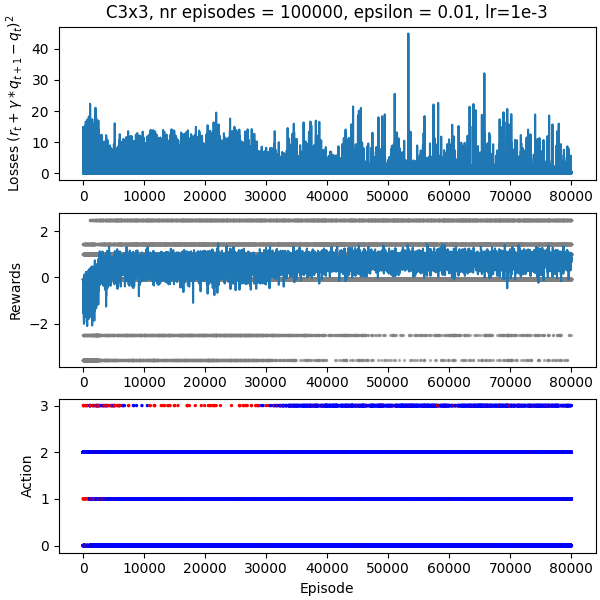 C3x3, nr episodes = 100000, epsilon = 0.01, lr=1e-3
Losses $(r_t + \gamma * q_{t+1} - q_t)^2$
40
30
20
10
0
0 10000 20000 30000 40000 50000 60000 70000 80000
Rewards
2
0
−2
0 10000 20000 30000 40000 50000 60000 70000 80000
Action
3
2
1
0
0 10000 20000 30000 40000 50000 60000 70000 80000
Episode